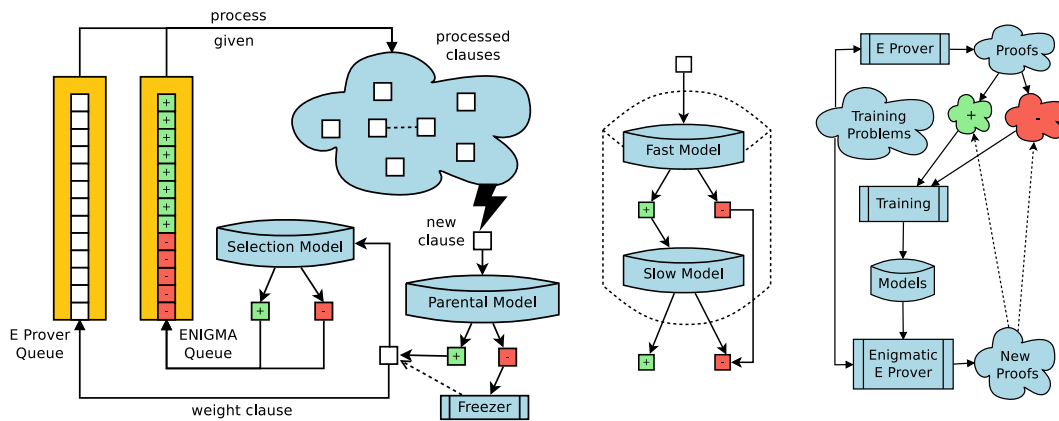 process
given
processed
clauses
+
+
+
+
+
+
+
+
-
-
-
-
-
new
clause
Selection Model
Parental Model
+
-
E Prover
Queue
ENIGMA
Queue
+
-
weight clause
Freezer
Fast Model
+
-
Slow Model
+
-
E Prover
Proofs
Training
Problems
+
-
Training
Models
Enigmatic
E Prover
New
Proofs